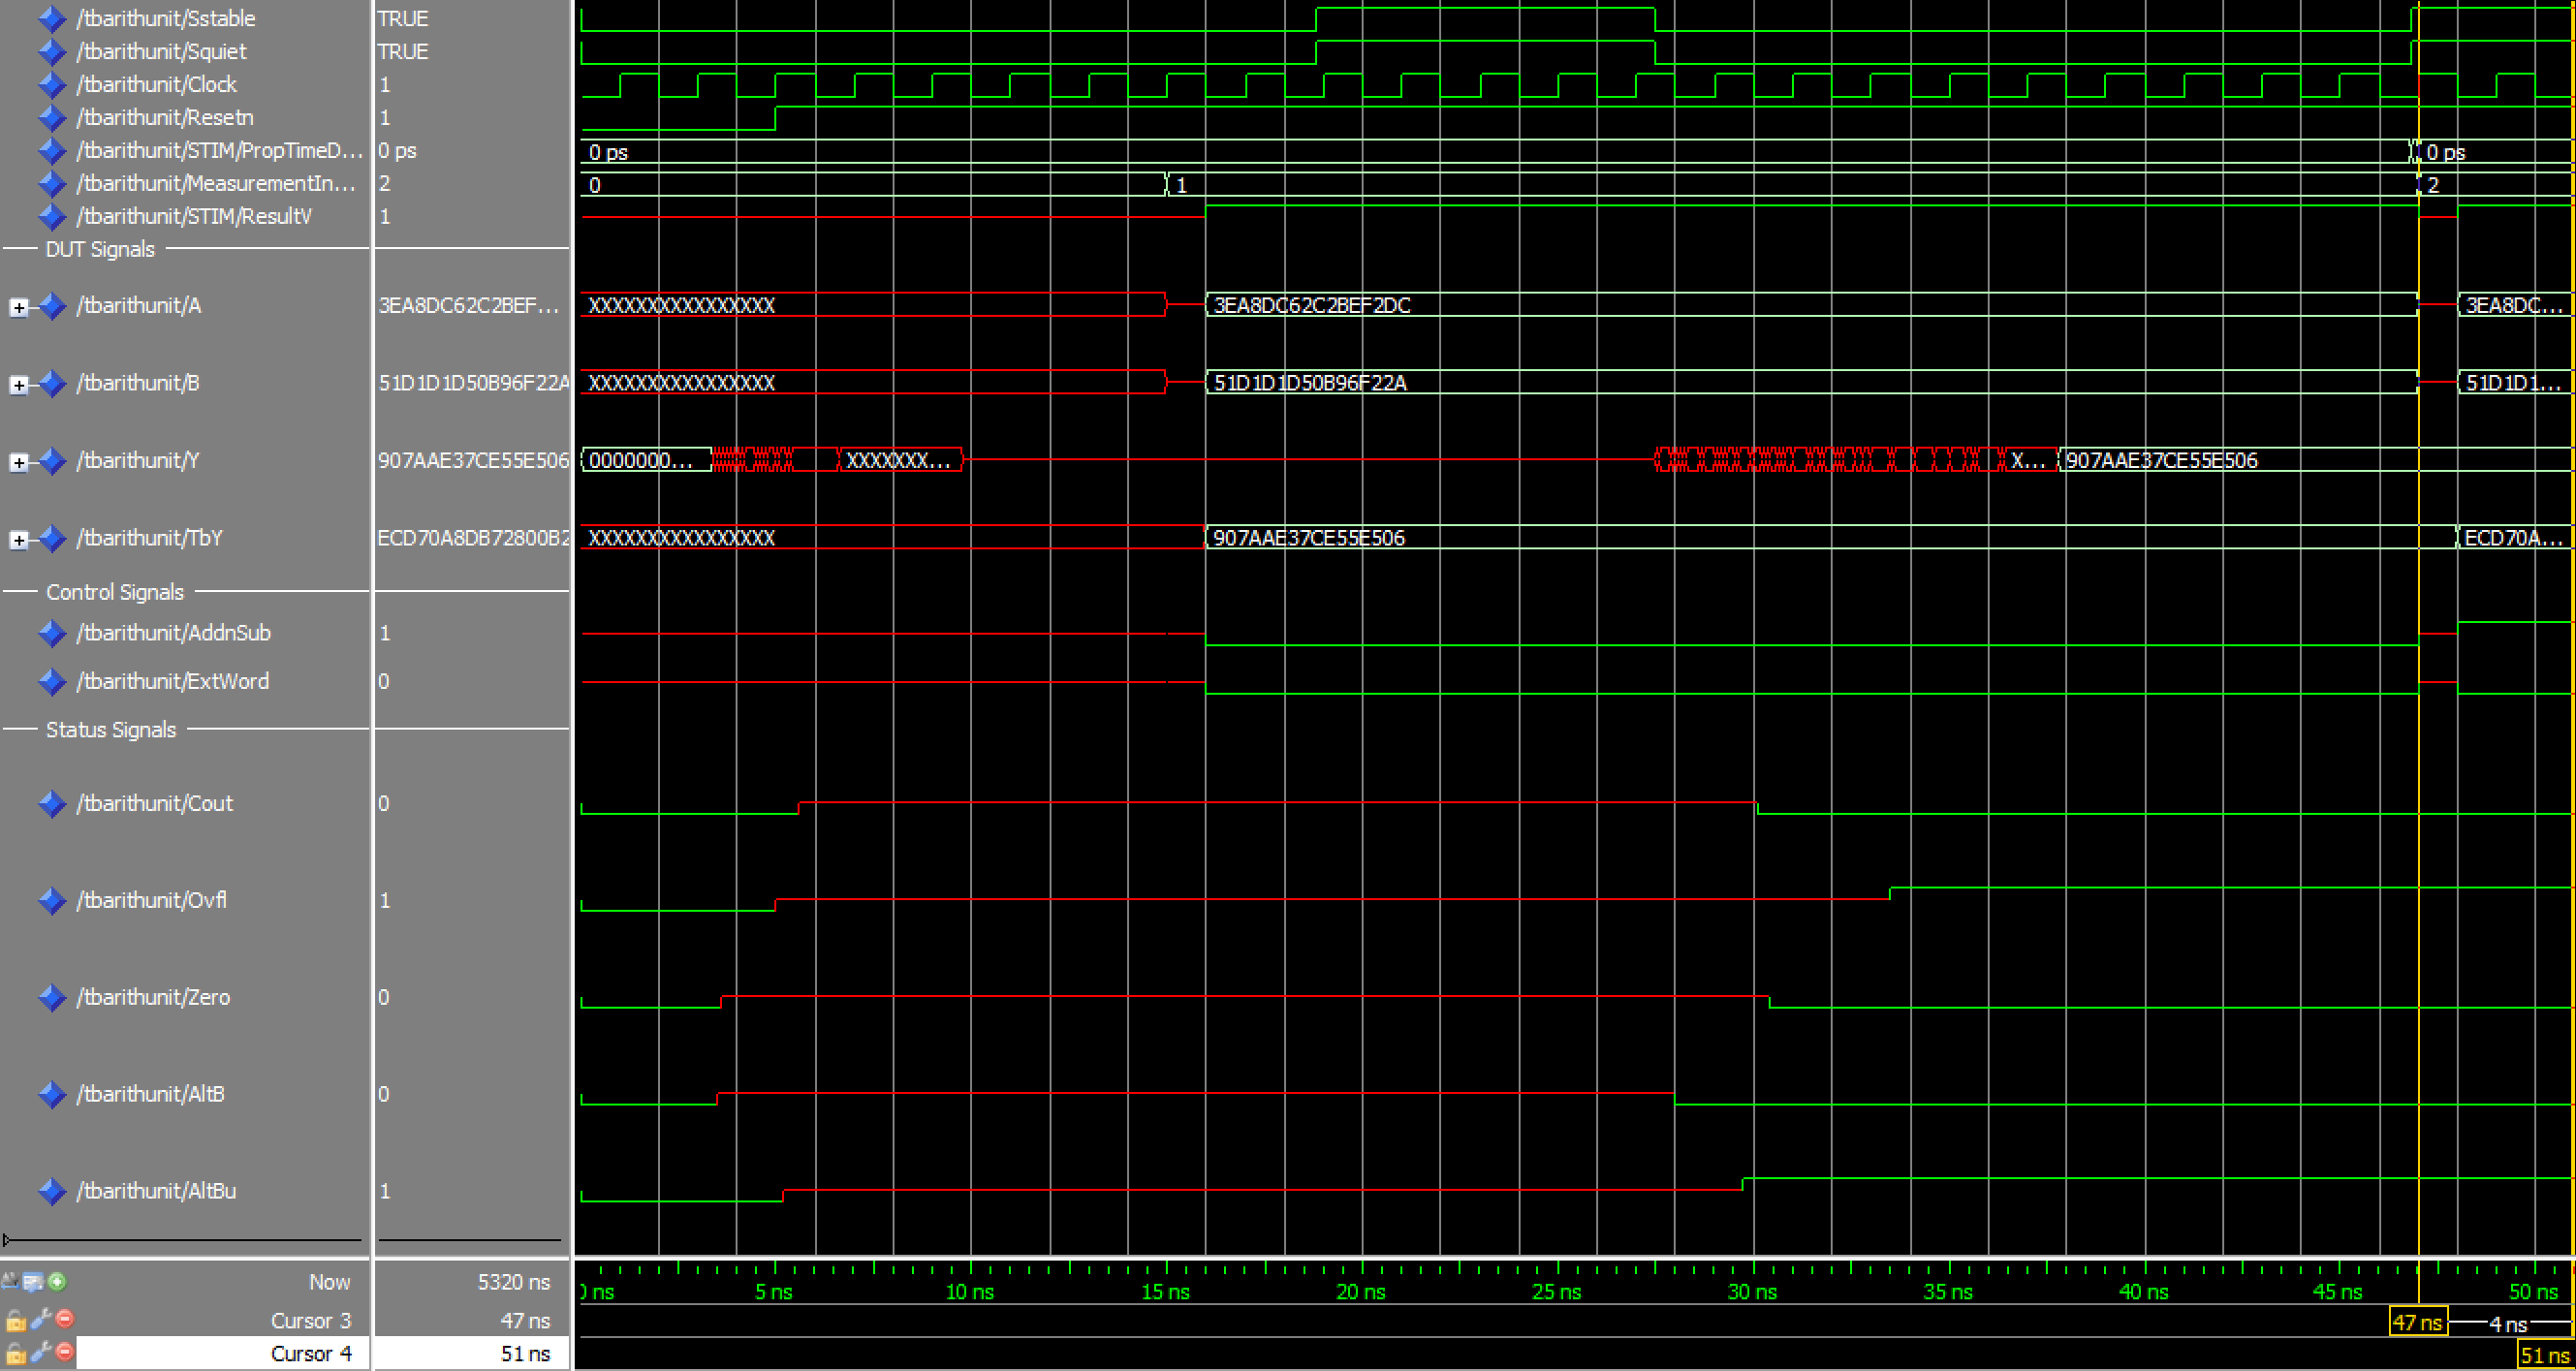 /tbarithunit/Sstable TRUE
/tbarithunit/Squiet TRUE
/tbarithunit/Clock 1
/tbarithunit/Resetn 1
/tbarithunit/STIM/PropTimeD... 0 ps 0 ps 0 ps
/tbarithunit/MeasurementIn... 2 0 1 2
/tbarithunit/STIM/ResultV 1
DUT Signals
/tbarithunit/A 3EA8DC62C2BEF... XXXXXXXXXXXXXXXX 3EA8DC62C2BEF2DC 3EA8DC...
/tbarithunit/B 51D1D1D50B96F22A XXXXXXXXXXXXXXXX 51D1D1D50B96F22A 51D1D1...
/tbarithunit/Y 907AAE37CE55E506 0000000... XXXXXXX... X... 907AAE37CE55E506
/tbarithunit/TbY ECD70A8DB72800B2 XXXXXXXXXXXXXXXX 907AAE37CE55E506 ECD70A...
Control Signals
/tbarithunit/AddnSub 1
/tbarithunit/ExtWord 0
Status Signals
/tbarithunit/Cout 0
/tbarithunit/Ovfl 1
/tbarithunit/Zero 0
/tbarithunit/AltB 0
/tbarithunit/AltBu 1
Now 5320 ns ns 5 ns 10 ns 15 ns 20 ns 25 ns 30 ns 35 ns 40 ns 45 ns 50 ns
Cursor 3 47 ns 47 ns 4 ns
Cursor 4 51 ns 51 ns